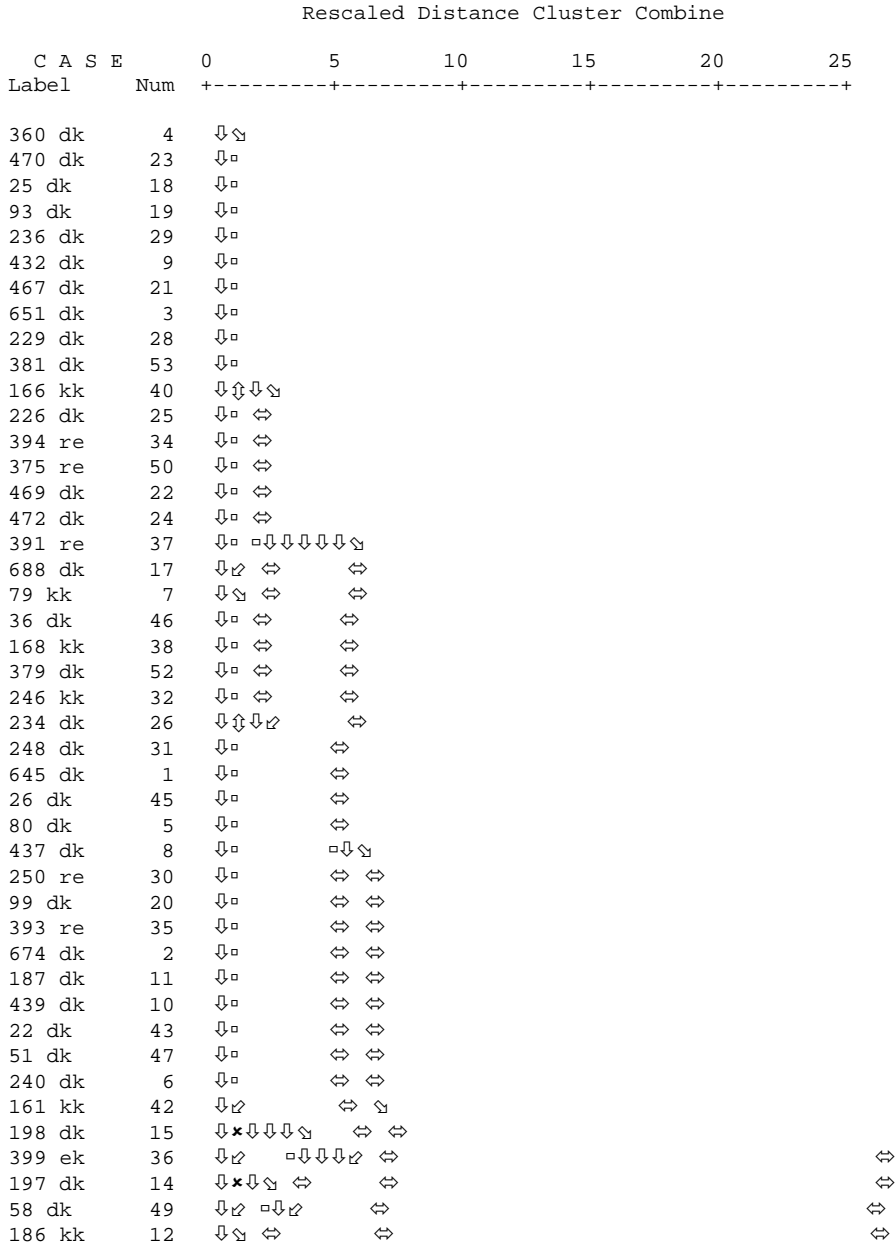 Rescaled Distance Cluster Combine
C A S E 0 5 10 15 20 25
Label Num +---------+---------+---------+---------+---------+
360 dk 4 ⇩⇘
470 dk 23 ⇩▫
25 dk 18 ⇩▫
93 dk 19 ⇩▫
236 dk 29 ⇩▫
432 dk 9 ⇩▫
467 dk 21 ⇩▫
651 dk 3 ⇩▫
229 dk 28 ⇩▫
381 dk 53 ⇩▫
166 kk 40 ⇩⇕⇩⇘
226 dk 25 ⇩▫ ⇔
394 re 34 ⇩▫ ⇔
375 re 50 ⇩▫ ⇔
469 dk 22 ⇩▫ ⇔
472 dk 24 ⇩▫ ⇔
391 re 37 ⇩▫ ▫⇩⇩⇩⇩⇩⇘
688 dk 17 ⇩⇙ ⇔ ⇔
79 kk 7 ⇩⇘ ⇔ ⇔
36 dk 46 ⇩▫ ⇔ ⇔
168 kk 38 ⇩▫ ⇔ ⇔
379 dk 52 ⇩▫ ⇔ ⇔
246 kk 32 ⇩▫ ⇔ ⇔
234 dk 26 ⇩⇕⇩⇙ ⇔
248 dk 31 ⇩▫ ⇔
645 dk 1 ⇩▫ ⇔
26 dk 45 ⇩▫ ⇔
80 dk 5 ⇩▫ ⇔
437 dk 8 ⇩▫ ▫⇩⇘
250 re 30 ⇩▫ ⇔ ⇔
99 dk 20 ⇩▫ ⇔ ⇔
393 re 35 ⇩▫ ⇔ ⇔
674 dk 2 ⇩▫ ⇔ ⇔
187 dk 11 ⇩▫ ⇔ ⇔
439 dk 10 ⇩▫ ⇔ ⇔
22 dk 43 ⇩▫ ⇔ ⇔
51 dk 47 ⇩▫ ⇔ ⇔
240 dk 6 ⇩▫ ⇔ ⇔
161 kk 42 ⇩⇙ ⇔ ⇘
198 dk 15 ⇩×⇩⇩⇩⇘ ⇔ ⇔
399 ek 36 ⇩⇙ ▫⇩⇩⇩⇙ ⇔ ⇔
197 dk 14 ⇩×⇩⇘ ⇔ ⇔ ⇔
58 dk 49 ⇩⇙ ▫⇩⇙ ⇔ ⇔
186 kk 12 ⇩⇘ ⇔ ⇔ ⇔